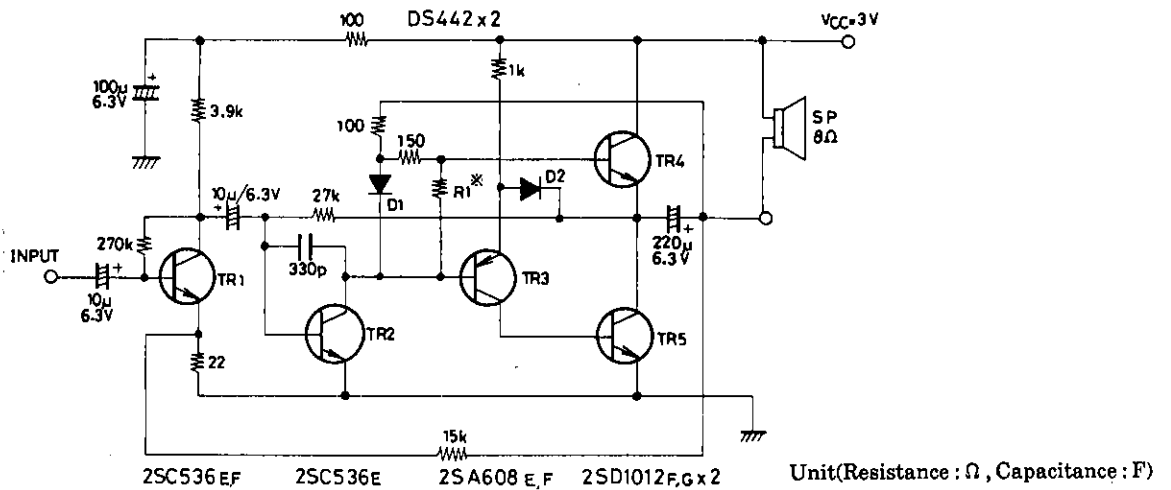 DS442 x 2
100
VCC=3V
100μ
6.3V
1k
3.9k
100
SP
8Ω
150
TR4
10μ/6.3V
27k
D1
R1※
D2
270k
INPUT
330p
220μ
6.3V
TR1
TR3
10μ
6.3V
TR2
TR5
22
15k
2SC536 E,F
2SC536E
2SA608 E,F
2SD1012 F,G x 2
Unit(Resistance : Ω , Capacitance : F)